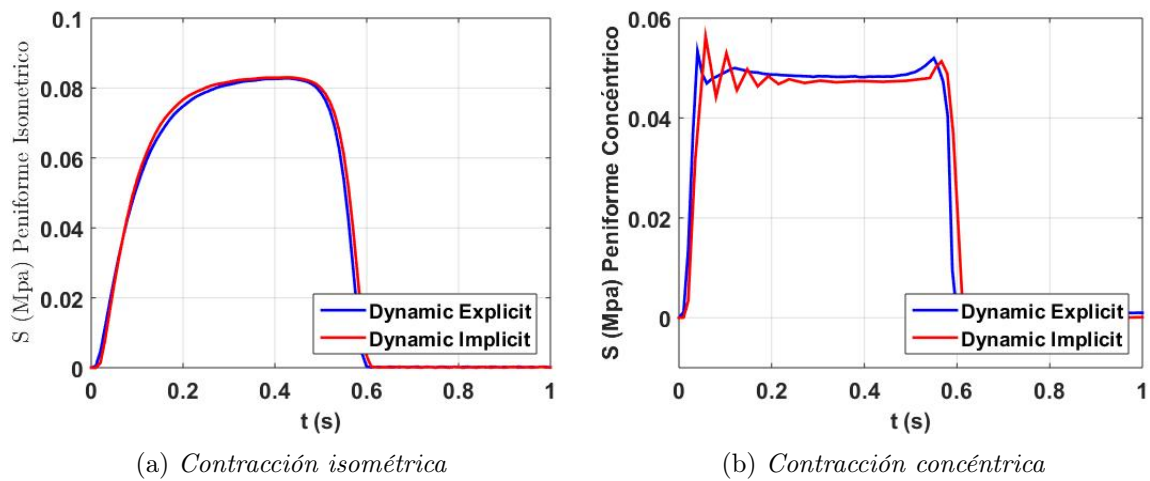 S (Mpa) Peniforme Isometrico
0.1
0.08
0.06
0.04
0.02
0
0 0.2 0.4 0.6 0.8 1
t (s)
Dynamic Explicit
Dynamic Implicit
(a) Contracción isométrica
S (Mpa) Peniforme Concéntrico
0.06
0.04
0.02
0
0 0.2 0.4 0.6 0.8 1
t (s)
Dynamic Explicit
Dynamic Implicit
(b) Contracción concéntrica